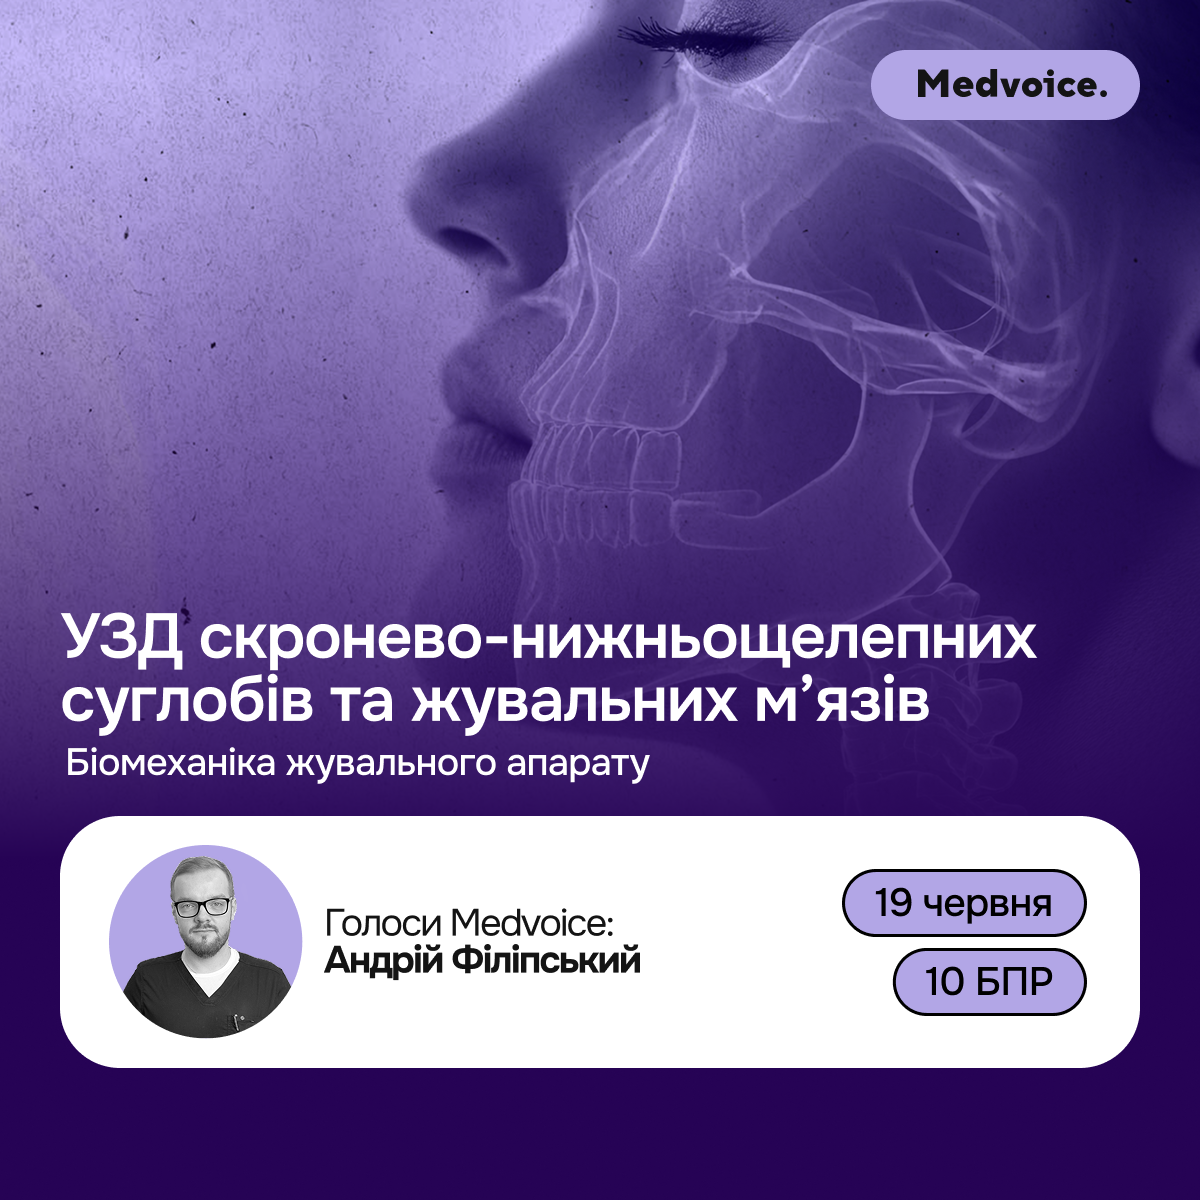 Medvoice.
УЗД скронево-нижньощелепних
суглобів та жувальних м’язів
Біомеханіка жувального апарату
Голоси Medvoice:
Андрій Філіпський
19 червня
10 БПР